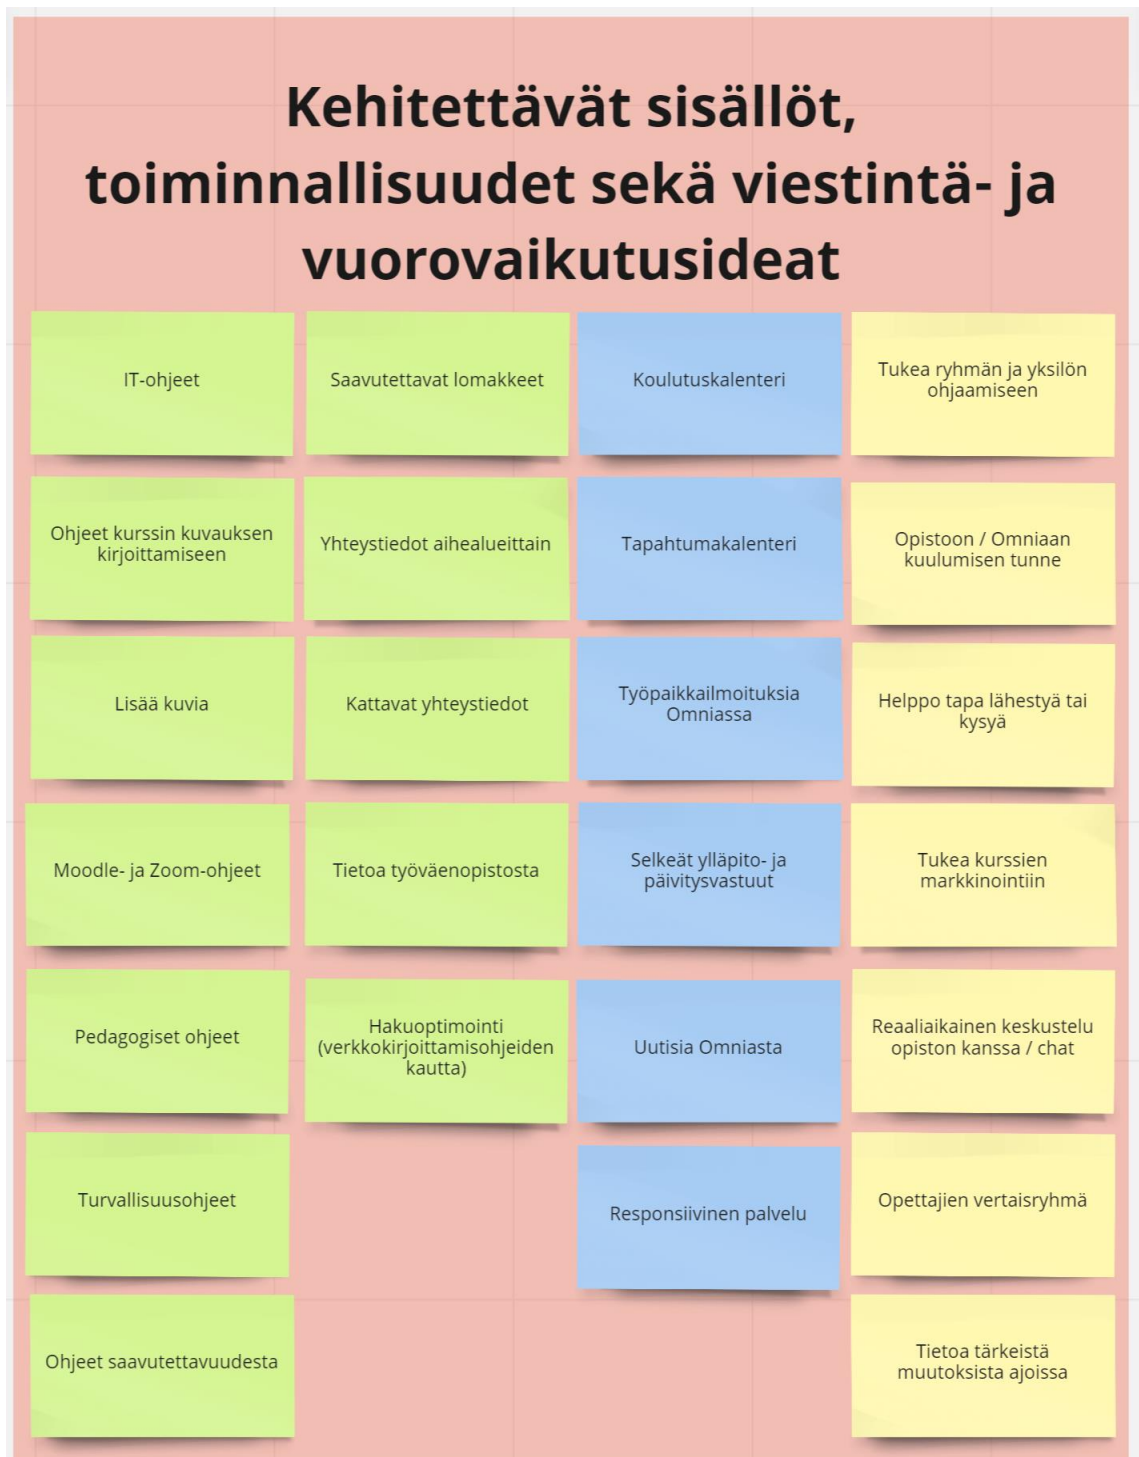 Kehitettävät sisällöt,
toiminnallisuudet sekä viestintä- ja
vuorovaikutusideat
IT-ohjeet
Saavutettavat lomakkeet
Koulutuskalenteri
Tukea ryhmän ja yksilön
ohjaamiseen
Ohjeet kurssin kuvauksen
kirjoittamiseen
Yhteystiedot aihealueittain
Tapahtumakalenteri
Opistoon / Omniaan
kuulumisen tunne
Lisää kuvia
Kattavat yhteystiedot
Työpaikkailmoituksia
Omniassa
Helppo tapa lähestyä tai
kysyä
Moodle- ja Zoom-ohjeet
Tietoa työväenopistosta
Selkeät ylläpito- ja
päivitysvastuut
Tukea kurssien
markkinointiin
Pedagogiset ohjeet
Hakuoptimointi
(verkkokirjoittamisohjeiden
kautta)
Uutisia Omniasta
Reaaliaikainen keskustelu
opiston kanssa / chat
Turvallisuusohjeet
Responsiivinen palvelu
Opettajien vertaisryhmä
Ohjeet saavutettavuudesta
Tietoa tärkeistä
muutoksista ajoissa